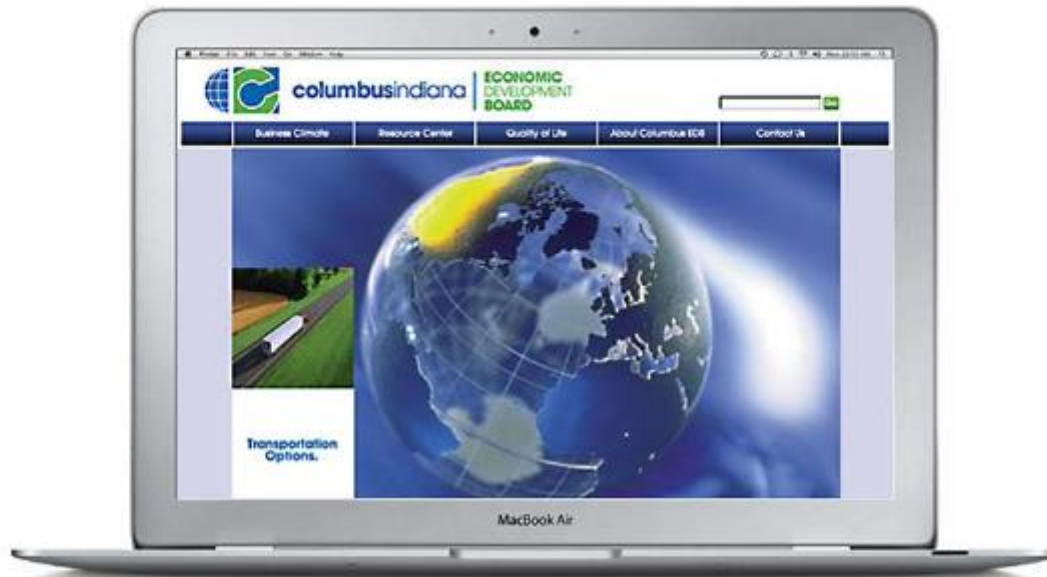 columbusindiana
ECONOMIC
DEVELOPMENT
BOARD
Business Climate
Resource Center
Quality of Life
About Columbus EDB
Contact Us
Transportation
Options.
MacBook Air